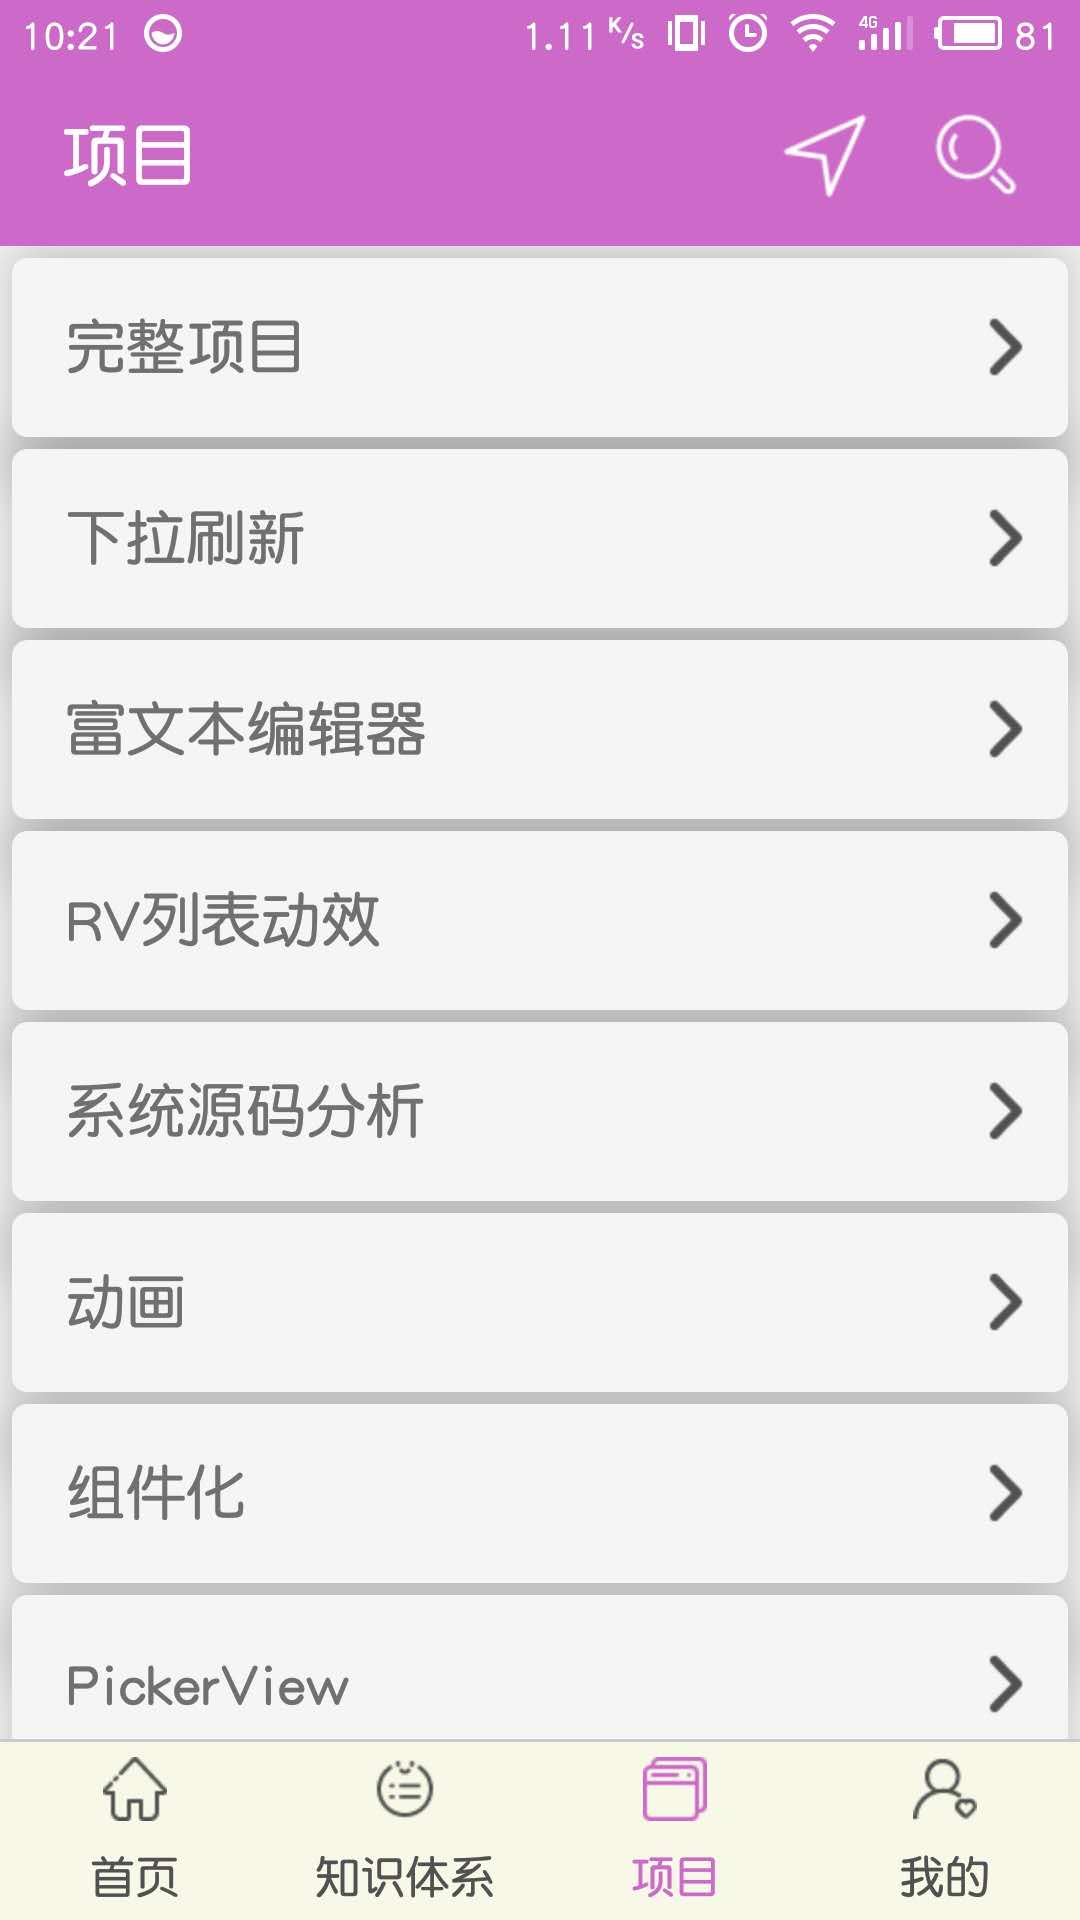 10:21 1.11 K/s 4G 81
项目
完整项目
下拉刷新
富文本编辑器
RV列表动效
系统源码分析
动画
组件化
PickerView
首页 知识体系 项目 我的